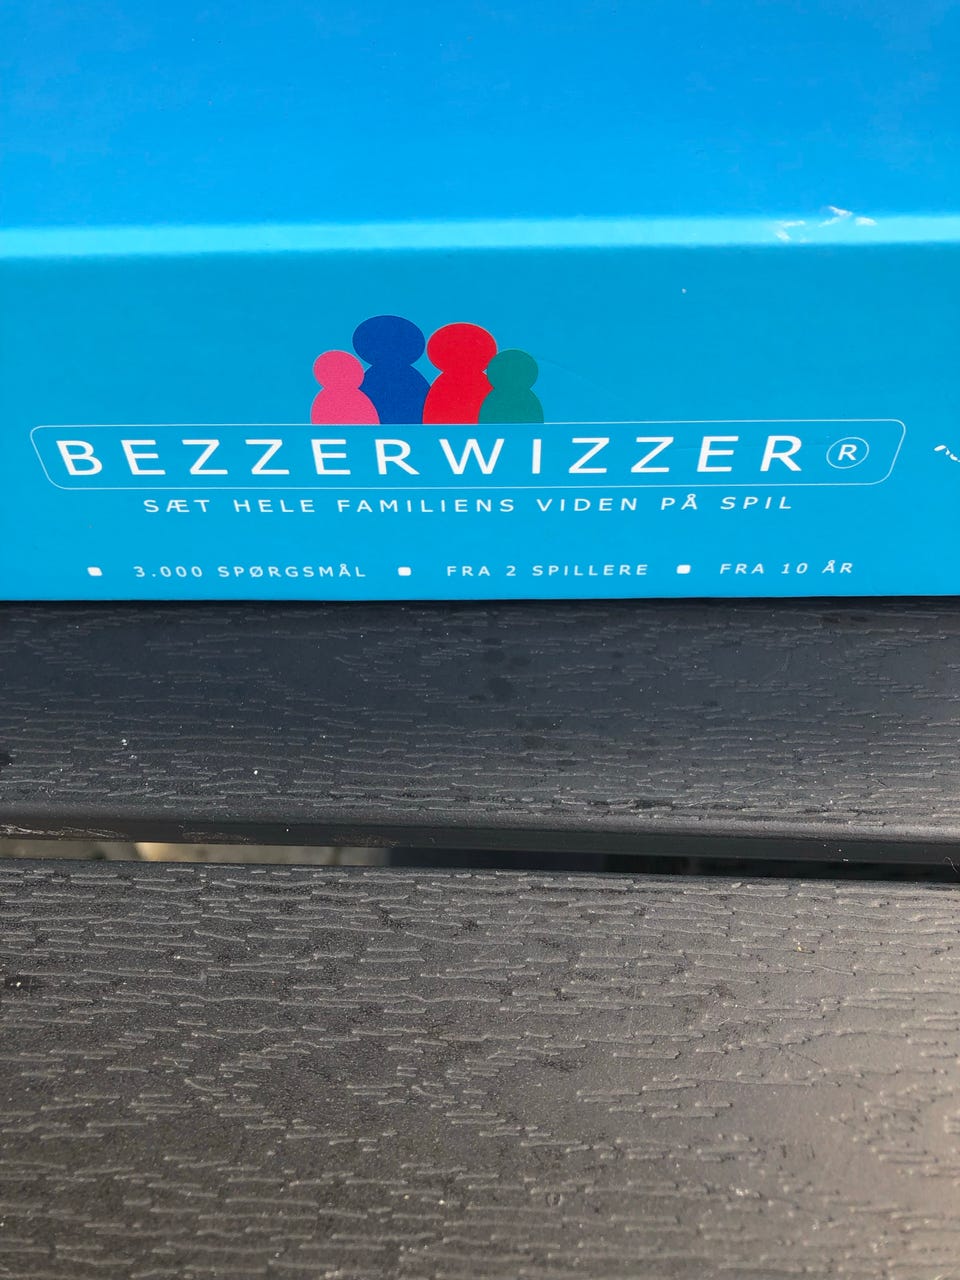 BEZZERWIZZER®
SÆT HELE FAMILIENS VIDEN PÅ SPIL
▪ 3.000 SPØRGSMÅL ▪ FRA 2 SPILLERE ▪ FRA 10 ÅR